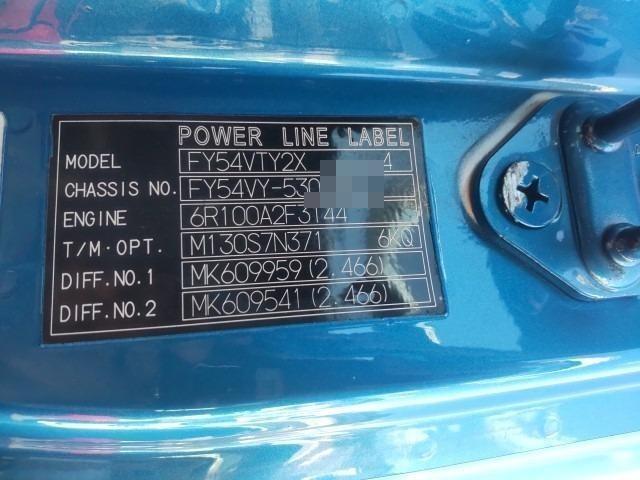 POWER LINE LABEL
MODEL FY54VTY2X 4
CHASSIS NO. FY54VY-530
ENGINE 6R100A2F3144
T/M·OPT. M130S7N371 6KQ
DIFF.NO.1 MK609959(2.466)
DIFF.NO.2 MK609541(2.466)